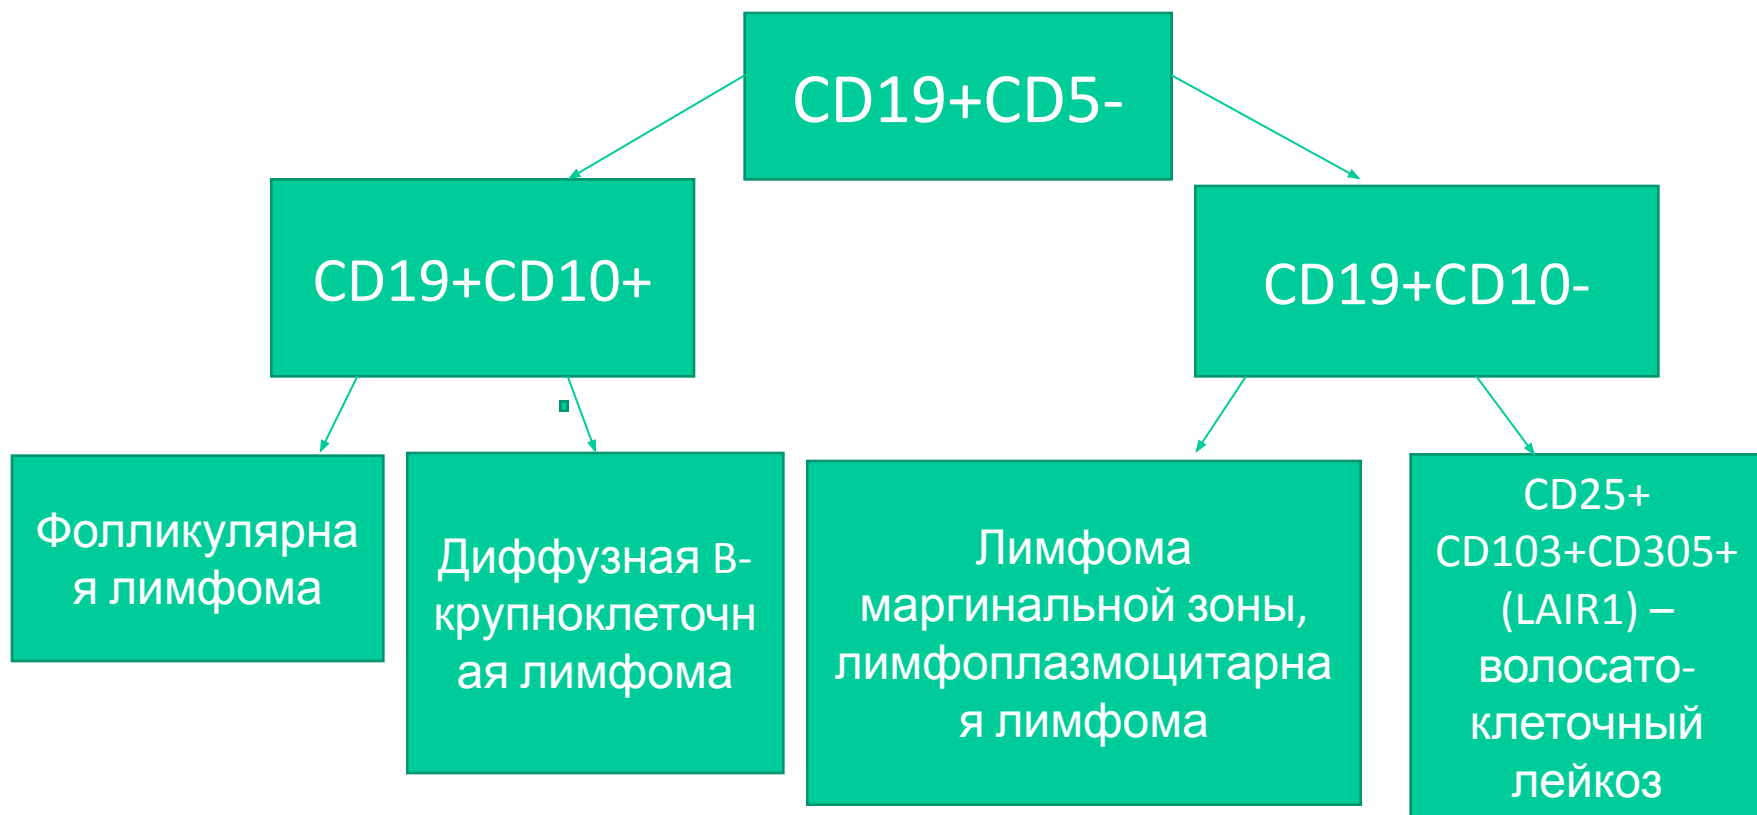 CD19+CD5-
CD19+CD10+
CD19+CD10-
Фолликулярна
я лимфома
Диффузная В-
крупноклеточн
ая лимфома
Лимфома
маргинальной зоны,
лимфоплазмоцитарна
я лимфома
CD25+
CD103+CD305+
(LAIR1) –
волосато-
клеточный
лейкоз